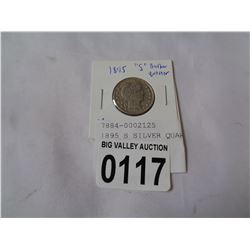 1895 "S" Barber Quarter
7884-0002125
1895 S SILVER QUAR
BIG VALLEY AUCTION
0117